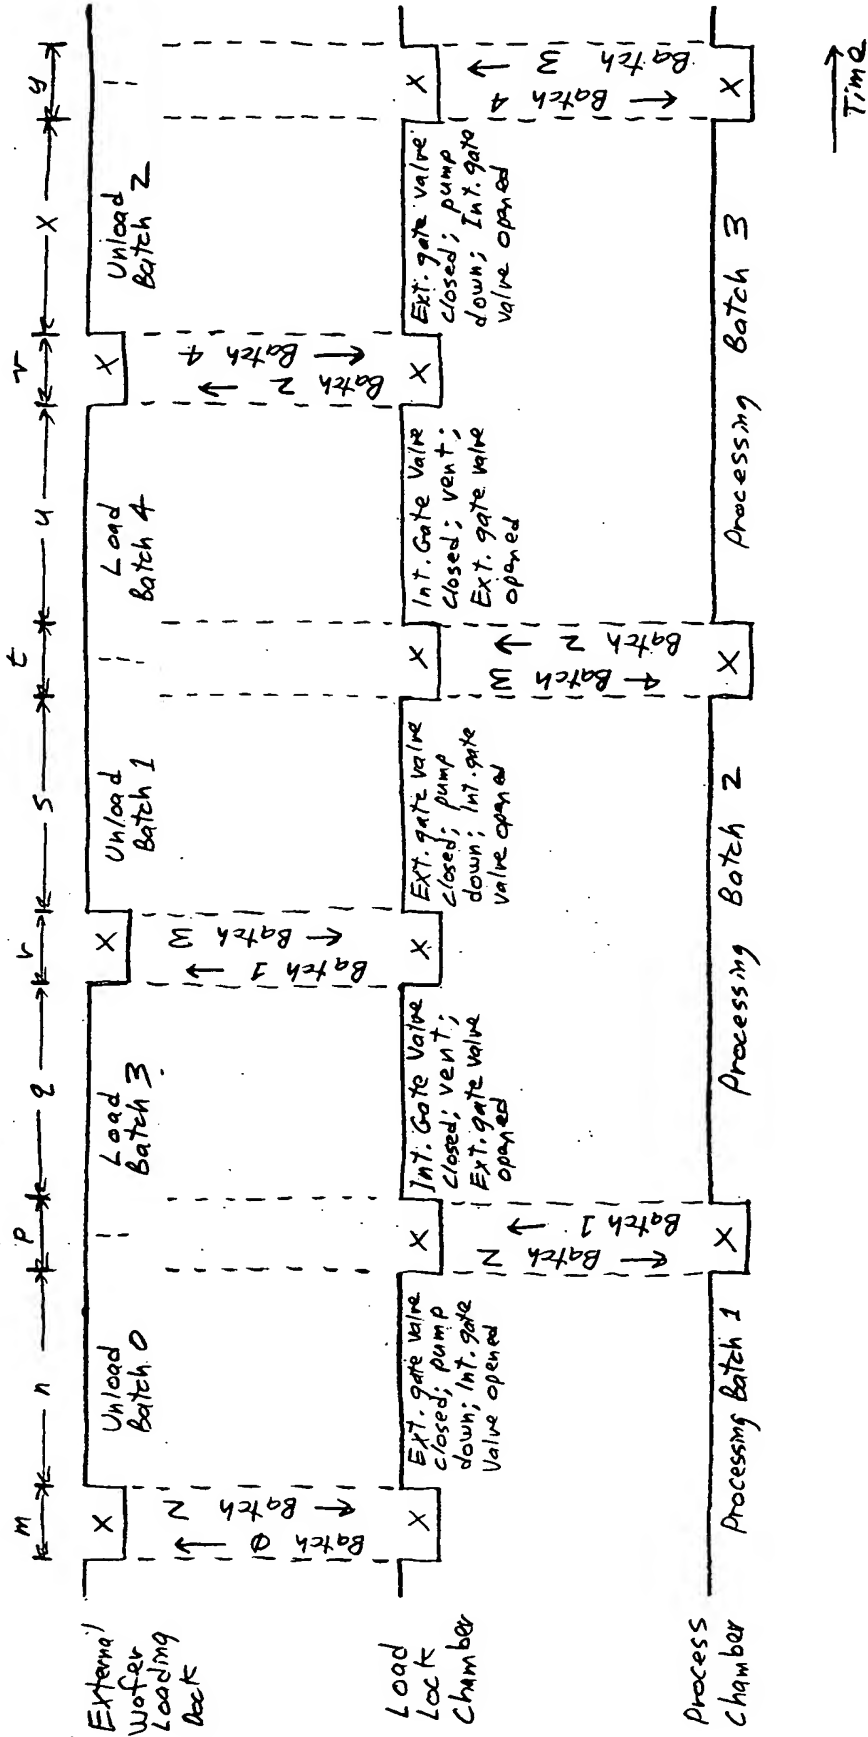 m n p q r s t u v x y
External
Wafer
Loading
Dock
X
Unload
Batch 0
Load
Batch 3
X
Unload
Batch 1
Load
Batch 4
X
Unload
Batch 2
Batch 0
Batch 2
Batch 1
Batch 3
Batch 2
Batch 4
Load
Lock
Chamber
X
Ext. gate valve
closed; pump
down; Int. gate
valve opened
X
Int. Gate Valve
closed; vent;
Ext. gate valve
opened
X
Ext. gate valve
closed; pump
down; Int. gate
valve opened
X
Int. Gate Valve
closed; vent;
Ext. gate valve
opened
X
Ext. gate valve
closed; pump
down; Int. gate
valve opened
X
Batch 2
Batch 1
Batch 3
Batch 2
Batch 4
Batch 3
Process
Chamber
Processing Batch 1
X
Processing Batch 2
X
Processing Batch 3
X
Time